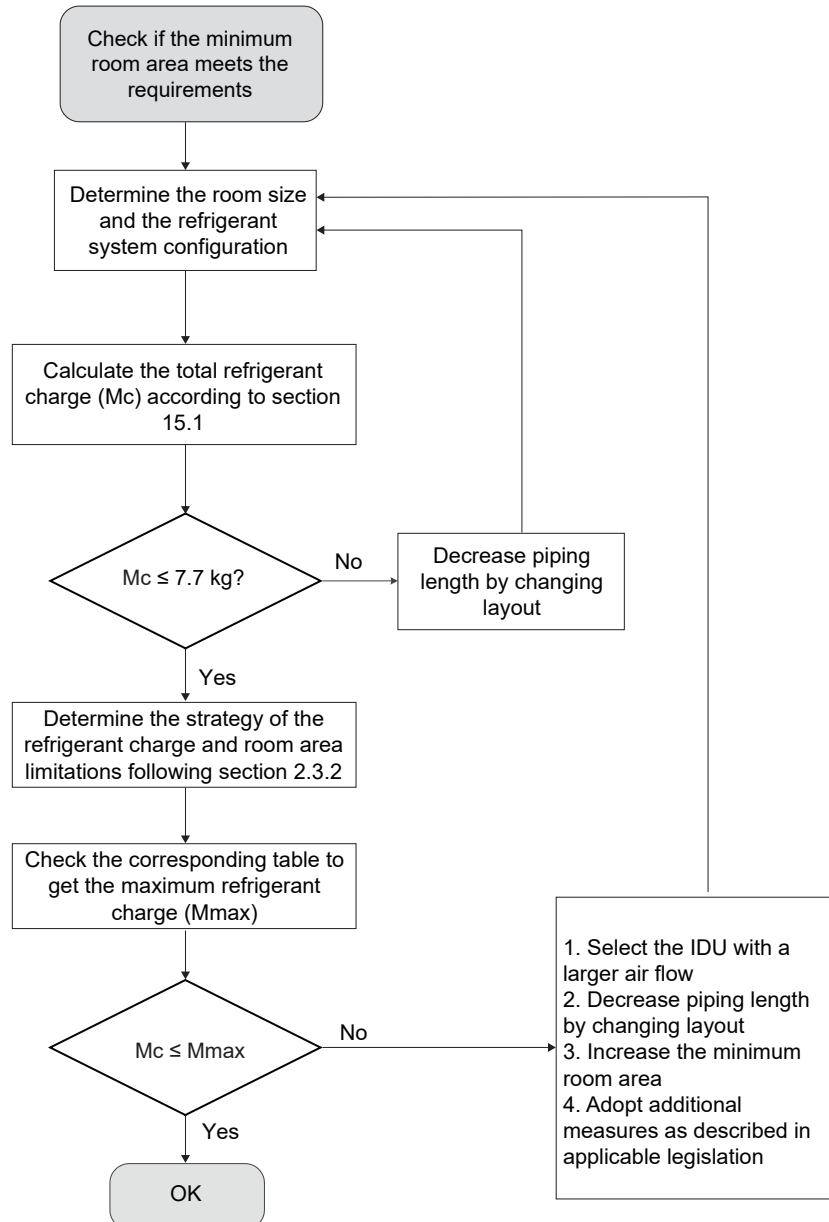 Check if the minimum
room area meets the
requirements
Determine the room size
and the refrigerant
system configuration
Calculate the total refrigerant
charge (Mc) according to section
15.1
Mc ≤ 7.7 kg?
No
Decrease piping
length by changing
layout
Yes
Determine the strategy of the
refrigerant charge and room area
limitations following section 2.3.2
Check the corresponding table to
get the maximum refrigerant
charge (Mmax)
Mc ≤ Mmax
No
1. Select the IDU with a
larger air flow
2. Decrease piping length
by changing layout
3. Increase the minimum
room area
4. Adopt additional
measures as described in
applicable legislation
Yes
OK